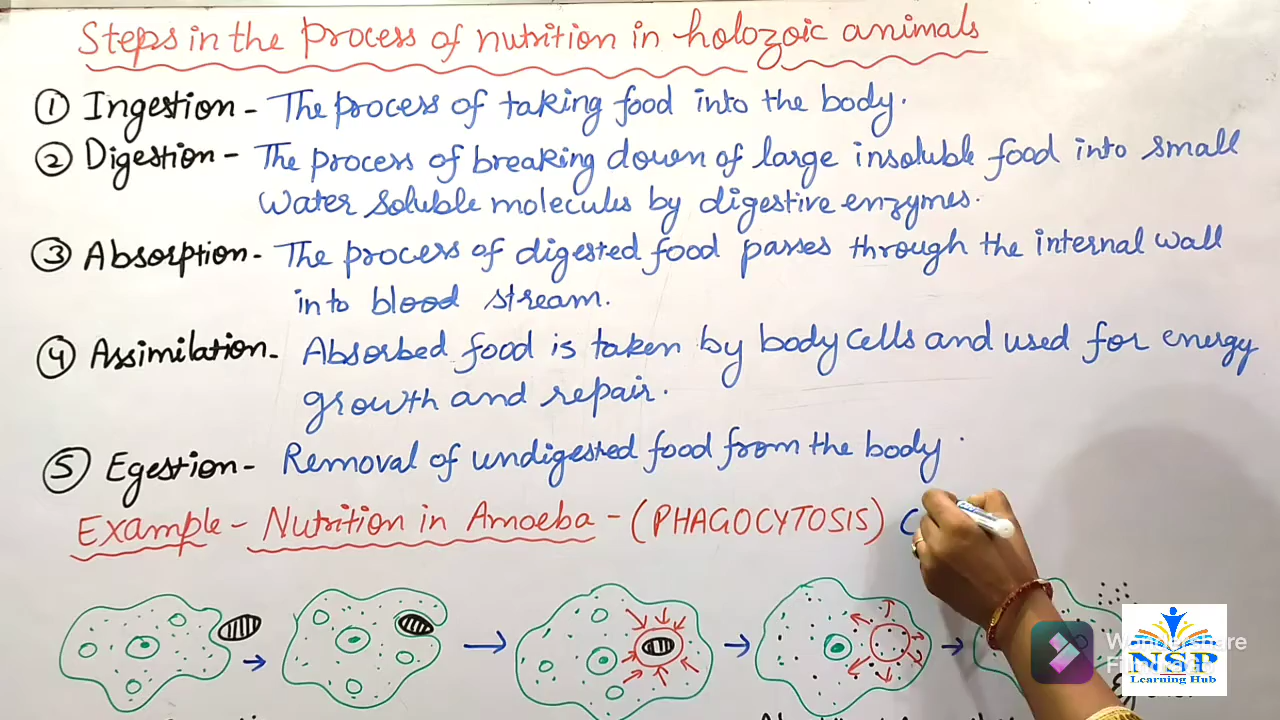 Steps in the process of nutrition in holozoic animals
① Ingestion - The process of taking food into the body.
② Digestion - The process of breaking down of large insoluble food into small
water soluble molecules by digestive enzymes.
③ Absorption - The process of digested food passes through the internal wall
into blood stream.
④ Assimilation - Absorbed food is taken by body cells and used for energy
growth and repair.
⑤ Egestion - Removal of undigested food from the body.
Example - Nutrition in Amoeba - (PHAGOCYTOSIS) C
Wondershare
NSP
Learning Hub